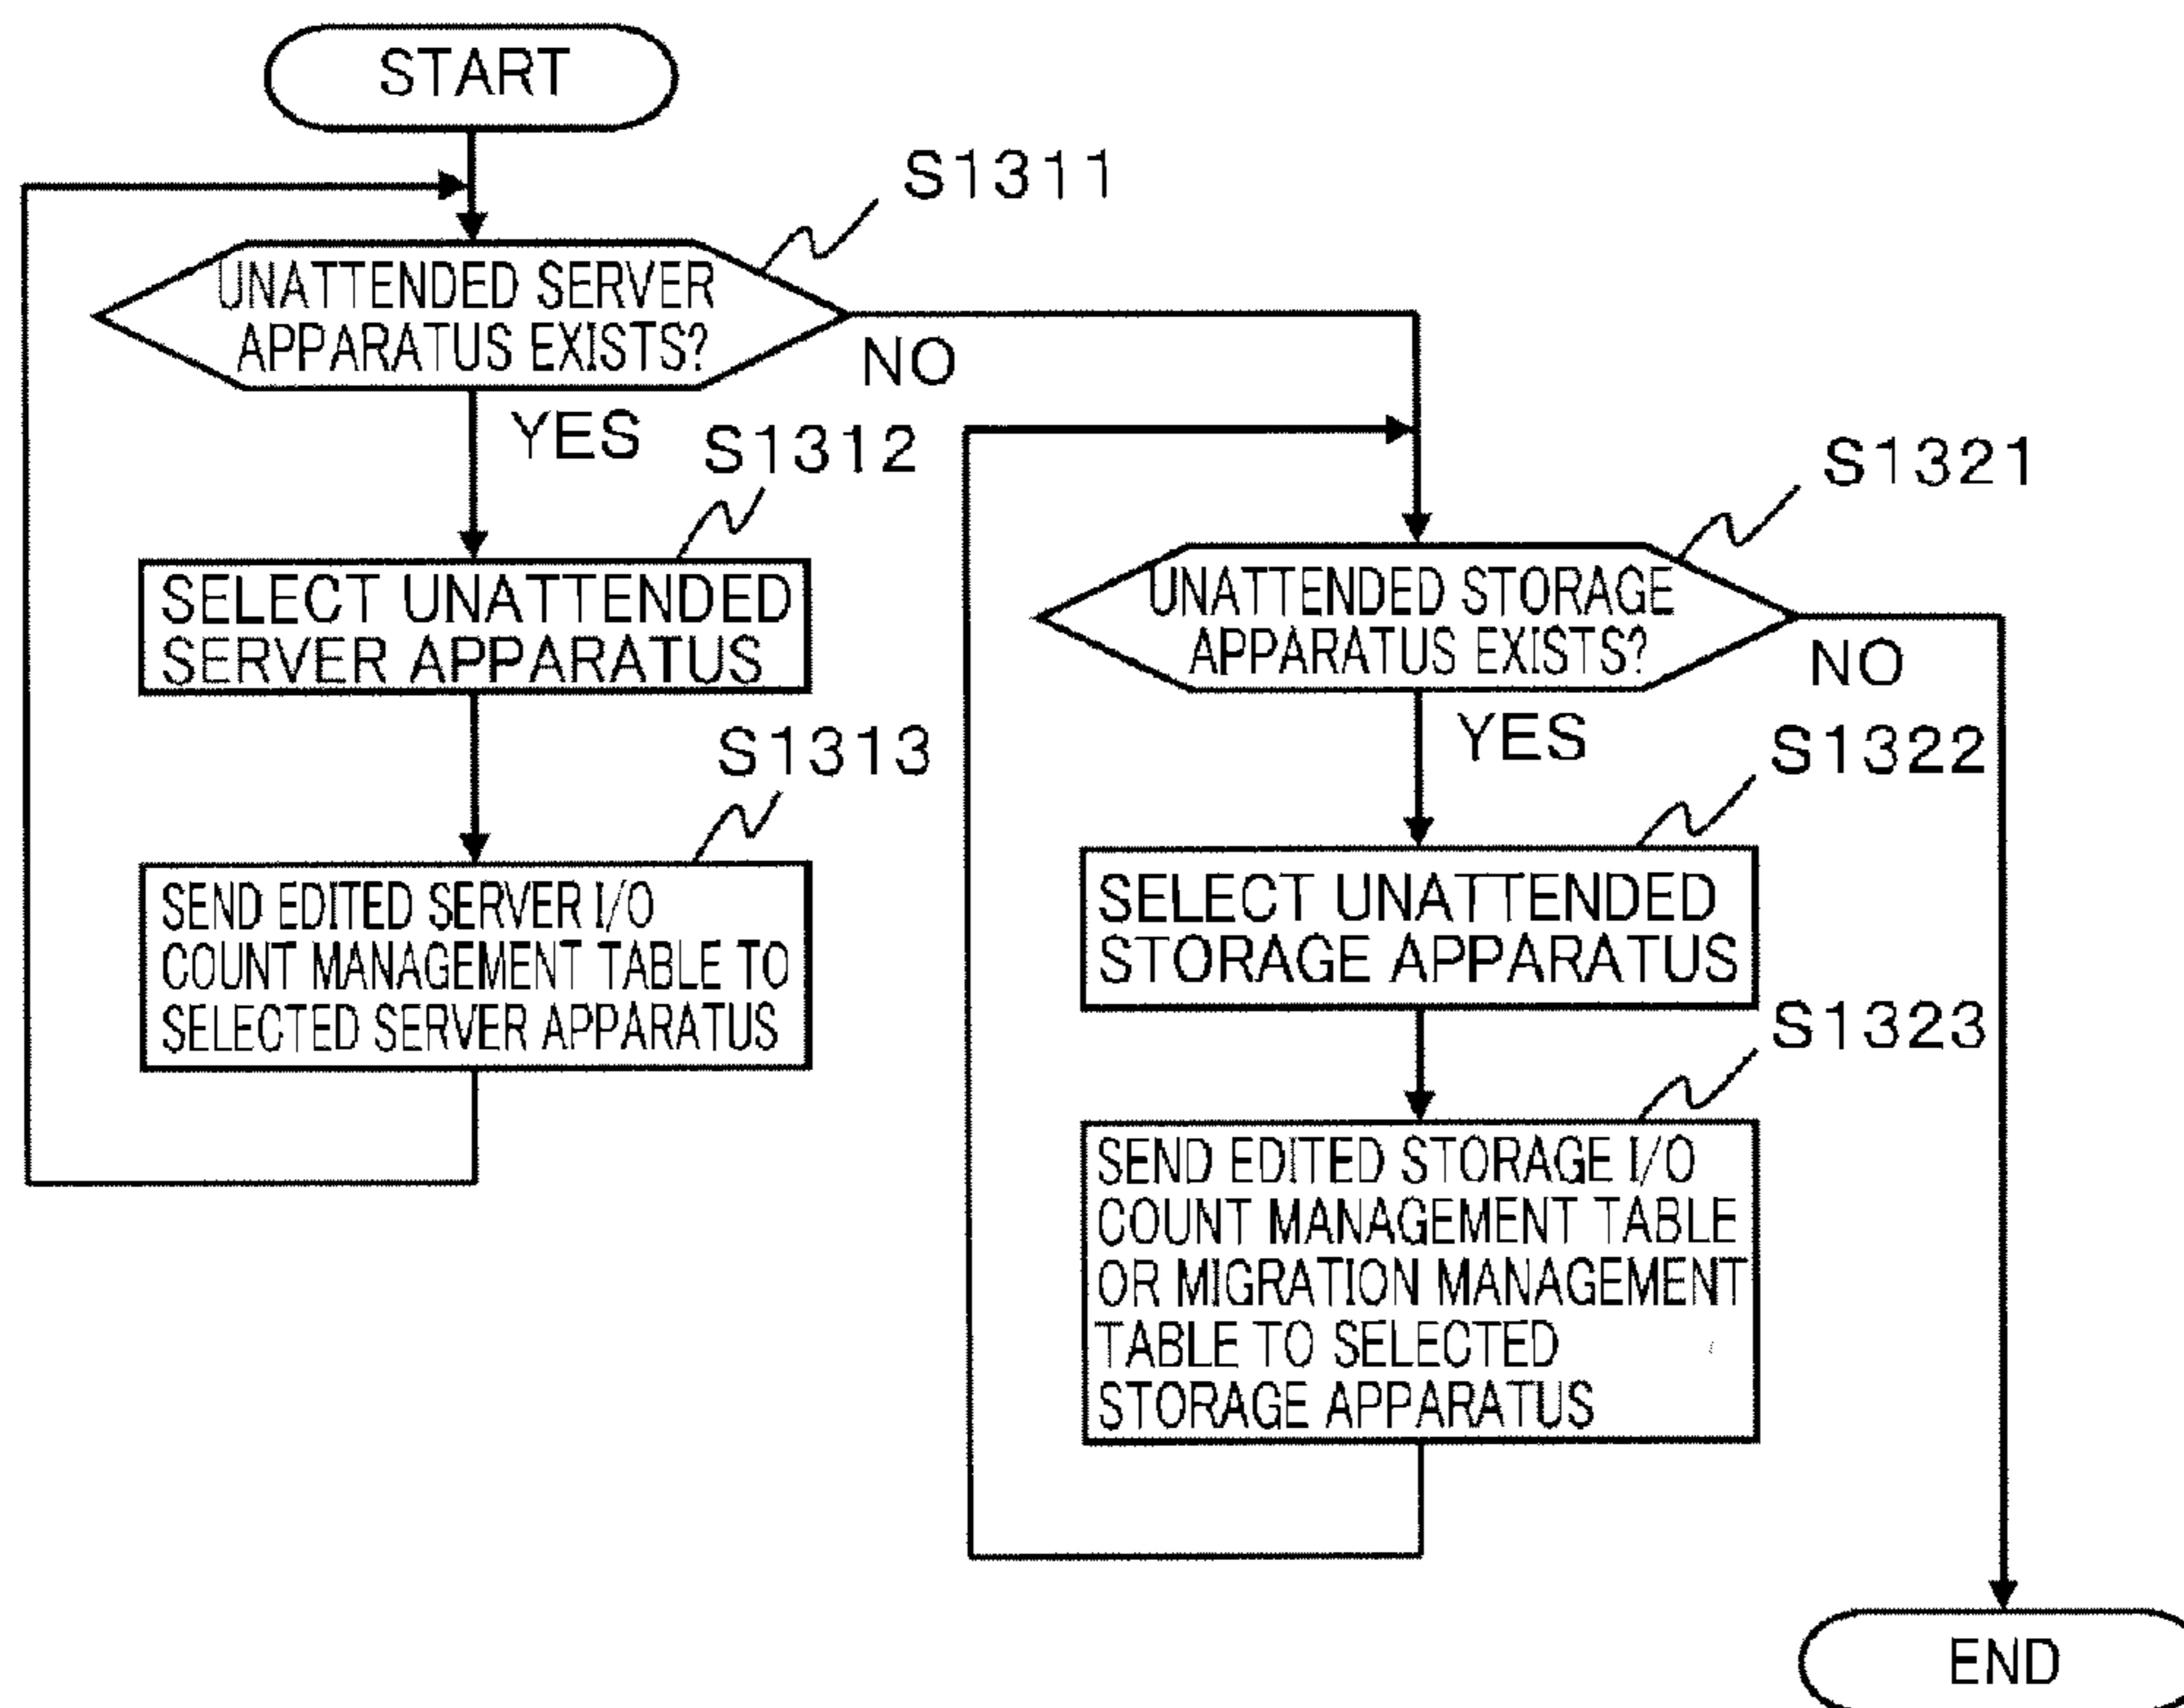 START
S1311
UNATTENDED SERVER
APPARATUS EXISTS?
NO
YES
S1312
SELECT UNATTENDED
SERVER APPARATUS
S1313
SEND EDITED SERVER I/O
COUNT MANAGEMENT TABLE TO
SELECTED SERVER APPARATUS
S1321
UNATTENDED STORAGE
APPARATUS EXISTS?
NO
YES
S1322
SELECT UNATTENDED
STORAGE APPARATUS
S1323
SEND EDITED STORAGE I/O
COUNT MANAGEMENT TABLE
OR MIGRATION MANAGEMENT
TABLE TO SELECTED
STORAGE APPARATUS
END